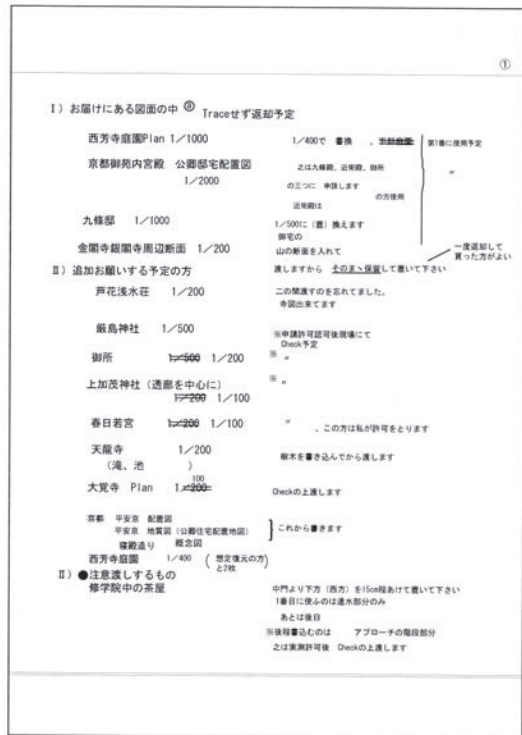 ①
Ⅰ）お届けにある図面の中 ⓐ Traceせず返却予定
西芳寺庭園Plan 1/1000 1/400で 書換 、 第1番に使用予定
京都御苑内宮殿 公卿邸宅配置図 之は九條殿、近衛殿、御所 〃
1/2000 の三つに 申請します
の方使用
近衛殿は
九條邸 1/1000 1/500に（置）換えます
御宅の
金閣寺銀閣寺周辺断面 1/200 山の断面を入れて 一度返却して
買った方がよい
Ⅱ）追加お願いする予定の方 渡しますから そのまゝ保留して置いて下さい
芦花浅水荘 1/200 二の間渡すのを忘れてました。
寺図出来てます
厳島神社 1/500 ※申請許可認可後現場にて
Check予定
御所 1/500 1/200 ※ 〃
上加茂神社（透廊を中心に） ※ 〃
1/200 1/100
春日若宮 1/200 1/100 〃 、この方は私が許可をとります
天龍寺 1/200 樹木を書き込んでから渡します
（滝、池 ）
100
大覚寺 Plan 1/200 Checkの上渡します
京都 平安京 配置図
平安京 地質図（公卿住宅配置地図） これから書きます
寝殿造り 概念図
西芳寺庭園 1/400 （想定復元の方）
と2枚
Ⅱ）●注意渡しするもの
修学院中の茶屋 中門より下方（西方）を15cm程あけて置いて下さい
1番目に使ふのは遣水部分のみ
あとは後日
※後程書込むのは アプローチの階段部分
之は実測許可後 Checkの上渡します